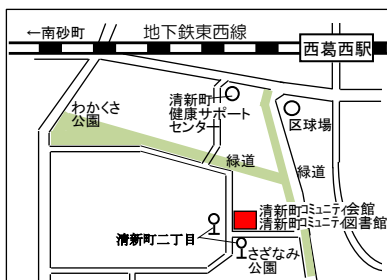 ←南砂町
地下鉄東西線
西葛西駅
わかくさ
公園
清新町
健康サポート
センター
区球場
緑道
緑道
清新町コミュニティ会館
清新町コミュニティ図書館
清新町二丁目
さざなみ
公園